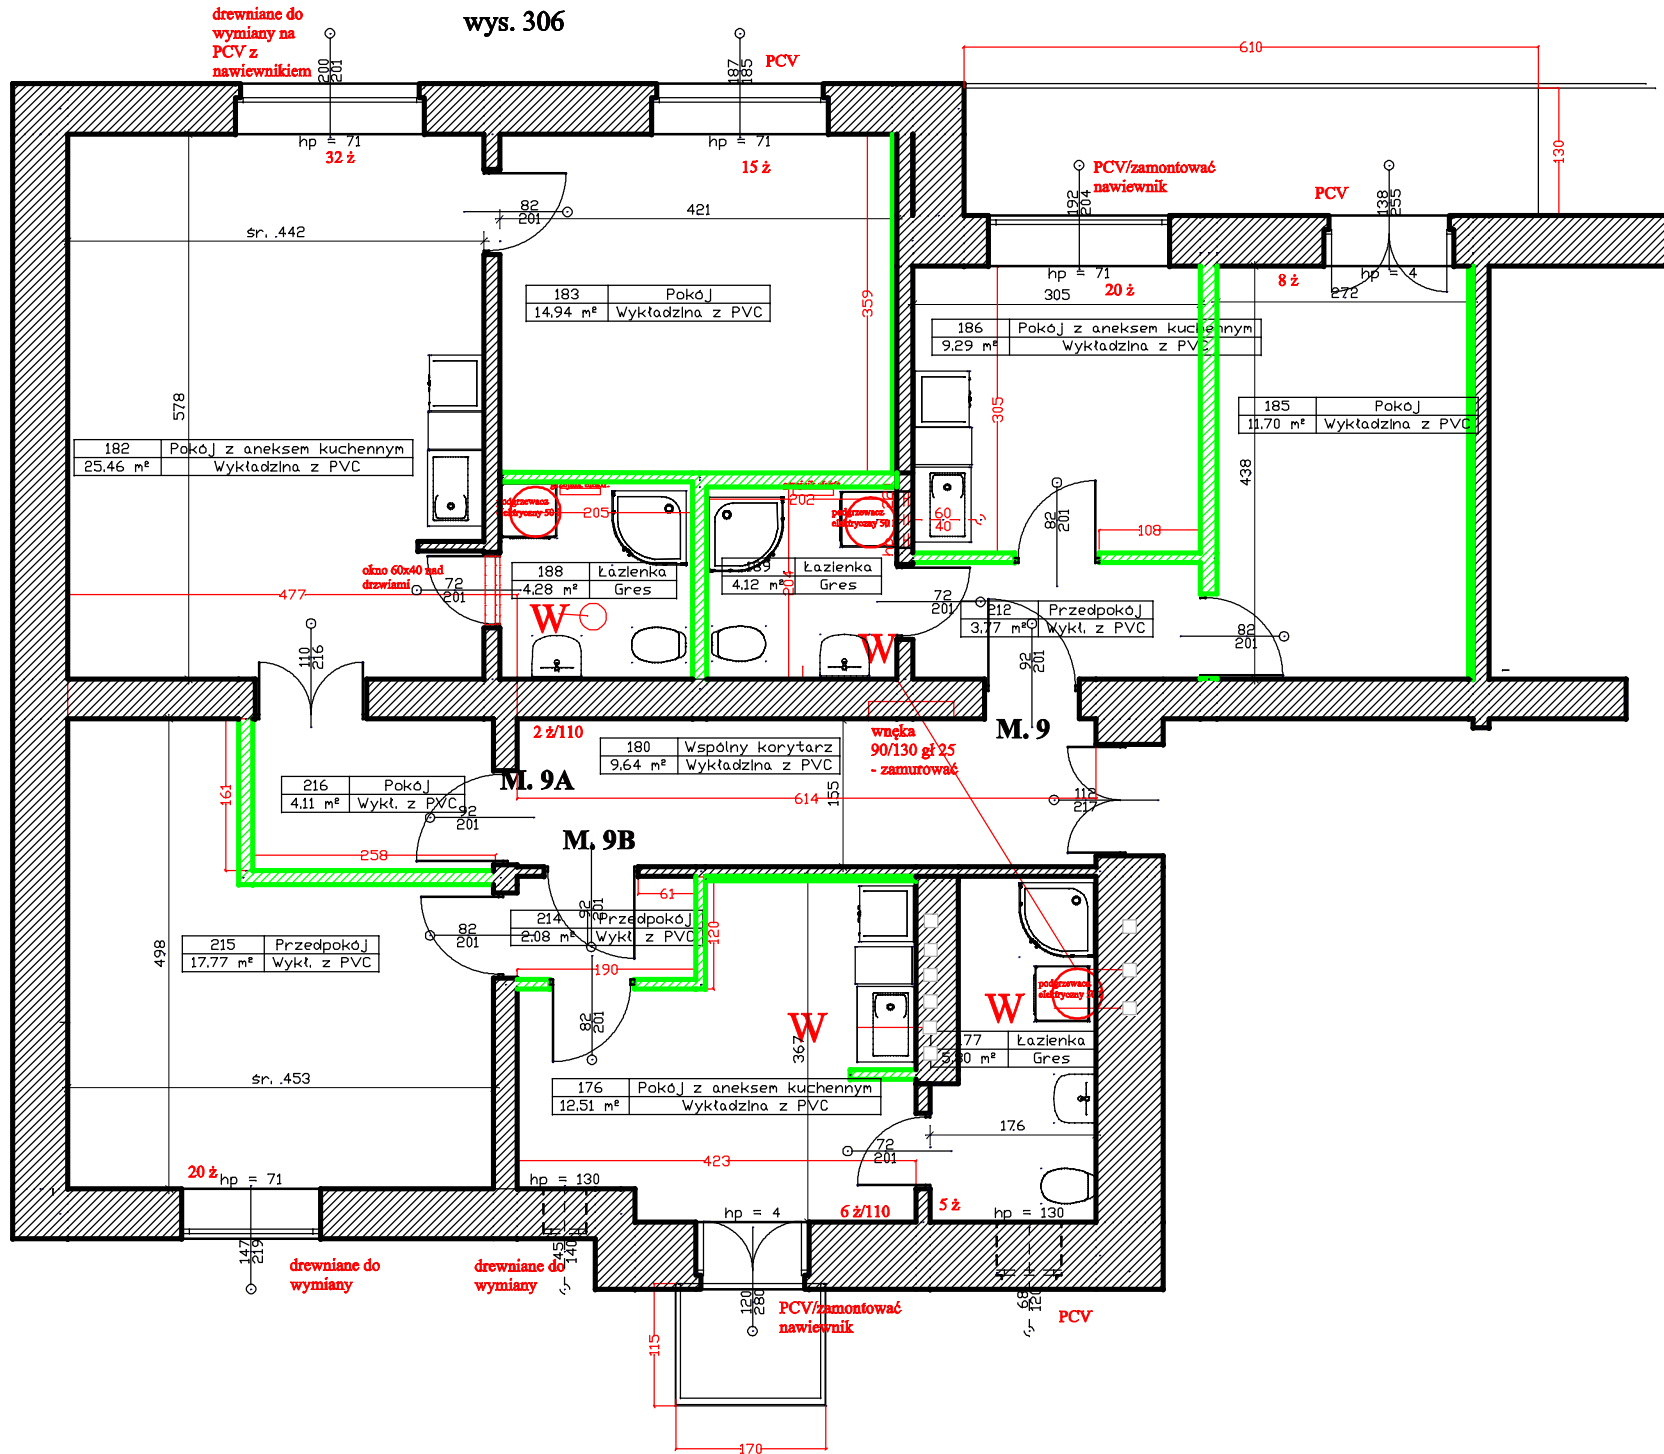 drewniane do
wymiany na
PCV z
nawiewnikiem
wys. 306
200
201
187
185
PCV
610
130
hp = 71
32 ż
hp = 71
15 ż
192
204
PCV/zamontować
nawiewnik
138
255
PCV
śr. .442
82
201
421
359
hp = 71
20 ż
305
8 ż
hp = 4
272
183 Pokój
14.94 m² Wykładzina z PVC
186 Pokój z aneksem kuchennym
9.29 m² Wykładzina z PVC
578
305
185 Pokój
11.70 m² Wykładzina z PVC
182 Pokój z aneksem kuchennym
25.46 m² Wykładzina z PVC
438
podgrzewacz
elektryczny 50
205
202
podgrzewacz
elektryczny 50
60
40
82
201
108
okno 60x40 nad
drzwiami
72
201
477
188 Łazienka
4.28 m² Gres
189 Łazienka
4.12 m² Gres
204
W
W
72
201
212 Przedpokój
3.77 m² Wykł. z PVC
92
201
82
201
110
216
2 ż/110
180 Wspólny korytarz
9.64 m² Wykładzina z PVC
wnęka
90/130 gł 25
- zamurować
M. 9
M. 9A
216 Pokój
4.11 m² Wykł. z PVC
161
92
201
614
155
112
217
258
M. 9B
61
92
201
120
214 Przedpokój
2.08 m² Wykł. z PVC
82
201
215 Przedpokój
17.77 m² Wykł. z PVC
498
190
82
201
W
367
W
podgrzewacz
elektryczny
177 Łazienka
5.80 m² Gres
śr. .453
176 Pokój z aneksem kuchennym
12.51 m² Wykładzina z PVC
176
72
201
423
20 ż
hp = 71
hp = 130
hp = 4
6 ż/110
5 ż
hp = 130
147
219
drewniane do
wymiany
drewniane do
wymiany
145
140
120
280
PCV/zamontować
nawiewnik
68
120
PCV
115
170